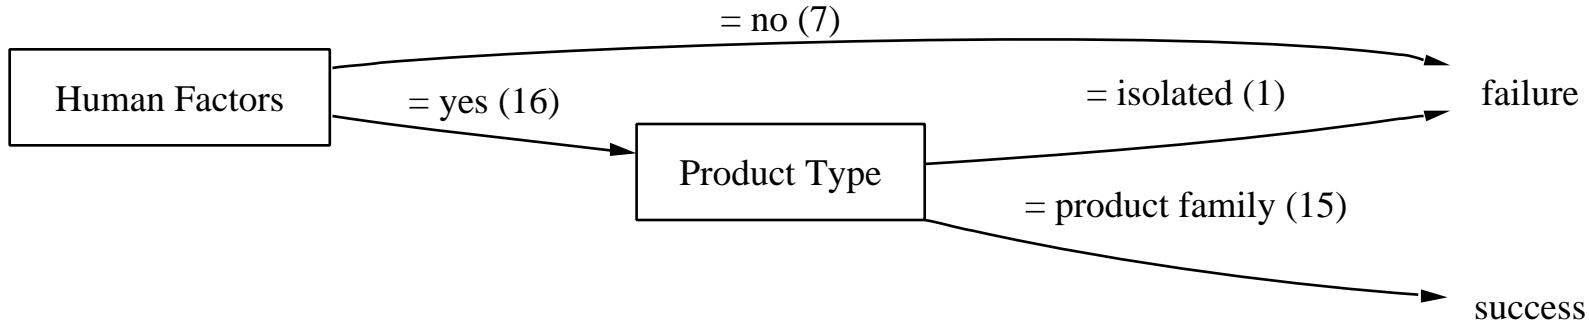 = no (7)
Human Factors
= yes (16)
= isolated (1)
failure
Product Type
= product family (15)
success